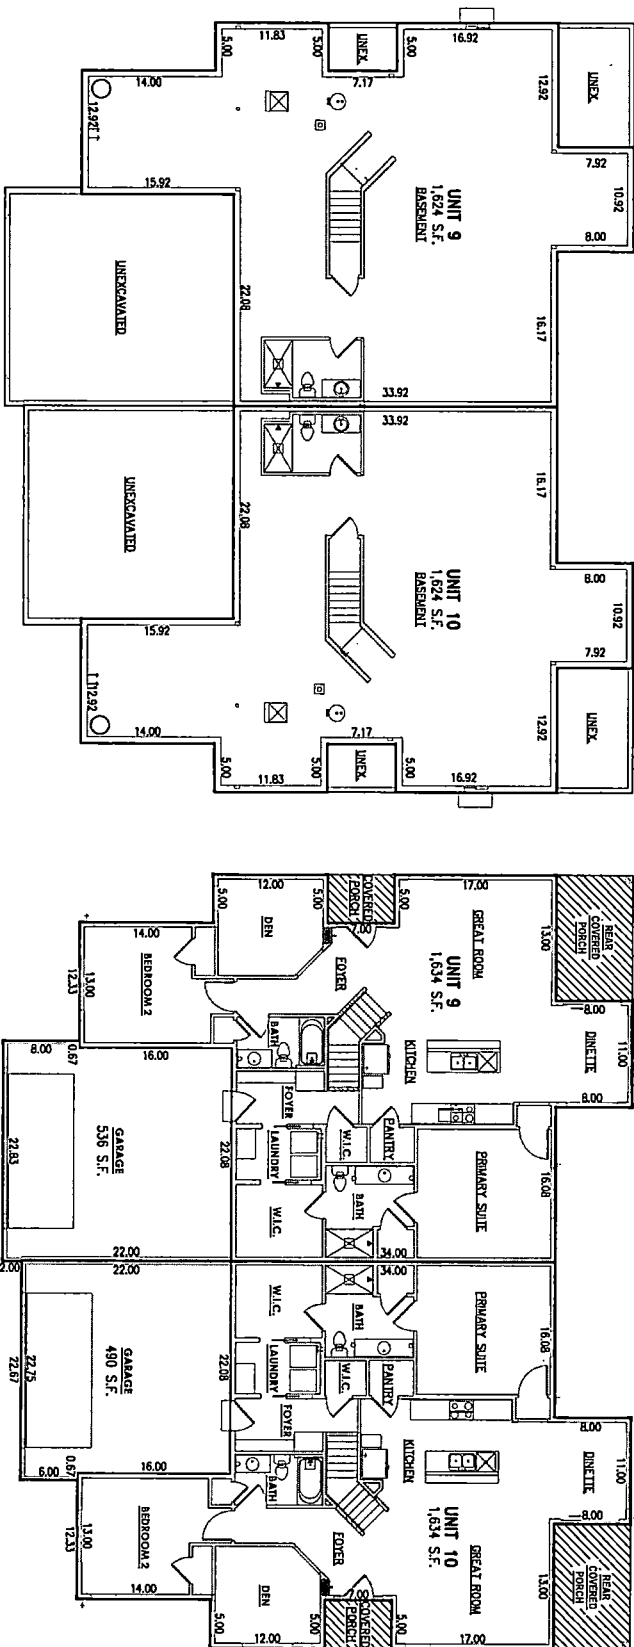 11.83
5.00
5.00
UNEX.
7.17
5.00
16.92
12.92
UNEX.
14.00
12.92
15.92
7.92
10.92
8.00
UNIT 9
1,624 S.F.
BASEMENT
UNEXCAVATED
22.08
16.17
33.92
33.92
UNEXCAVATED
22.08
16.17
UNIT 10
1,624 S.F.
BASEMENT
8.00
10.92
7.92
15.92
12.92
14.00
5.00
11.83
5.00
7.17
UNEX.
5.00
16.92
12.92
UNEX.
12.00
5.00
5.00
DEN
COVERED
PORCH
7.00
5.00
17.00
GREAT ROOM
13.00
REAR
COVERED
PORCH
14.00
BEDROOM 2
13.00
12.33
FOYER
UNIT 9
1,634 S.F.
8.00
11.00
DINETTE
8.00
KITCHEN
BATH
8.00
0.67
16.00
FOYER
GARAGE
536 S.F.
22.83
22.08
LAUNDRY
W.I.C.
PANTRY
W.I.C.
BATH
PRIMARY SUITE
16.08
22.00
34.00
2.00
22.00
34.00
W.I.C.
BATH
PRIMARY SUITE
16.08
GARAGE
490 S.F.
22.75
22.67
22.08
LAUNDRY
W.I.C.
PANTRY
FOYER
6.00
0.67
16.00
BATH
KITCHEN
8.00
11.00
DINETTE
8.00
13.00
12.33
BEDROOM 2
14.00
FOYER
UNIT 10
1,634 S.F.
GREAT ROOM
13.00
REAR
COVERED
PORCH
DEN
5.00
12.00
5.00
7.00
COVERED
PORCH
5.00
17.00